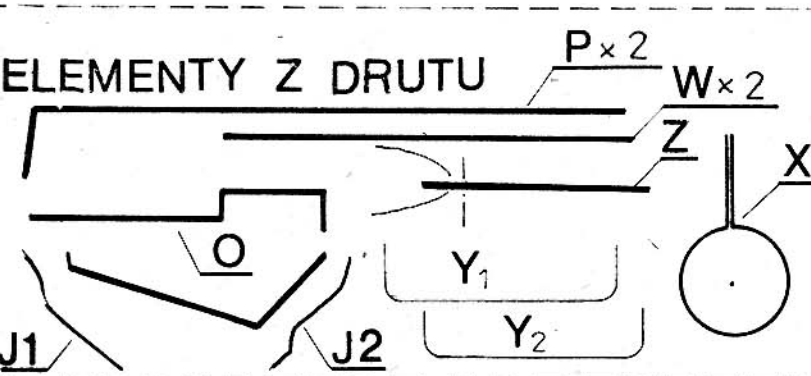 ELEMENTY Z DRUTU
P × 2
W × 2
Z
X
O
Y₁
Y₂
J1
J2